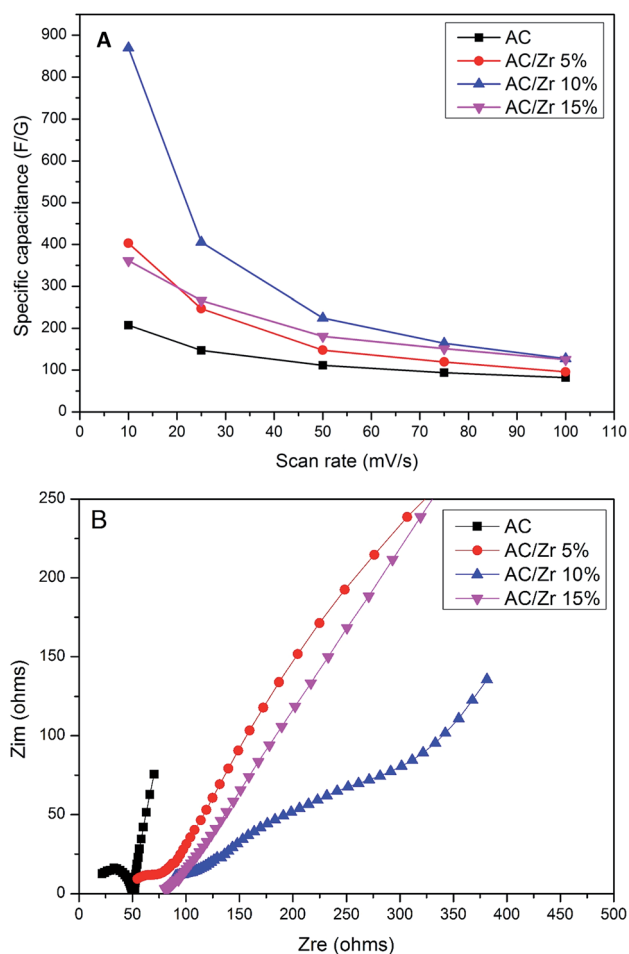 A
AC
AC/Zr 5%
AC/Zr 10%
AC/Zr 15%
Specific capacitance (F/G)
900
800
700
600
500
400
300
200
100
0
0 10 20 30 40 50 60 70 80 90 100 110
Scan rate (mV/s)
B
AC
AC/Zr 5%
AC/Zr 10%
AC/Zr 15%
Zim (ohms)
250
200
150
100
50
0
0 50 100 150 200 250 300 350 400 450 500
Zre (ohms)